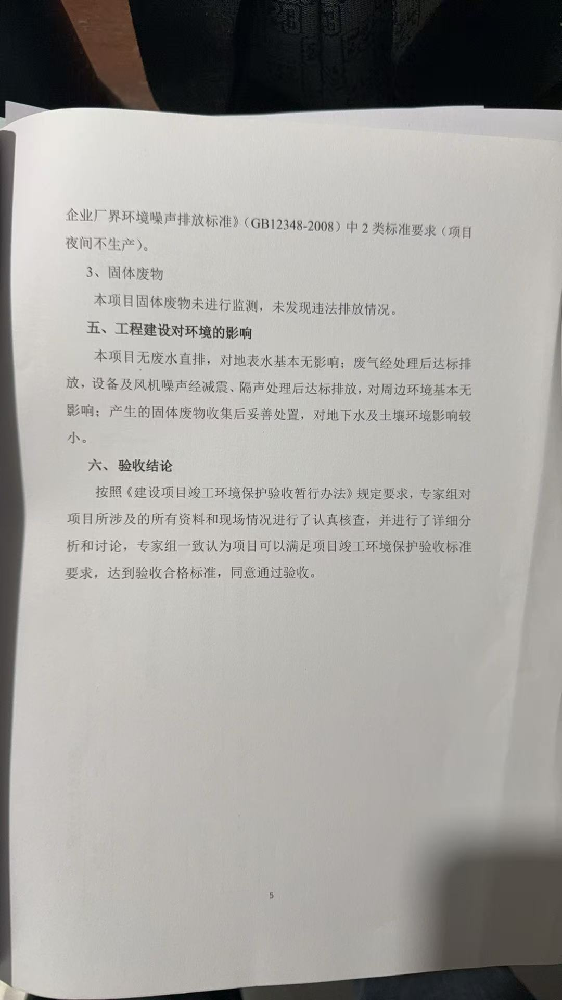 企业厂界环境噪声排放标准》（GB12348-2008）中 2 类标准要求（项目
夜间不生产）。
3、固体废物
本项目固体废物未进行监测，未发现违法排放情况。
五、工程建设对环境的影响
本项目无废水直排，对地表水基本无影响；废气经处理后达标排
放，设备及风机噪声经减震、隔声处理后达标排放，对周边环境基本无
影响；产生的固体废物收集后妥善处置，对地下水及土壤环境影响较
小。
六、验收结论
按照《建设项目竣工环境保护验收暂行办法》规定要求，专家组对
项目所涉及的所有资料和现场情况进行了认真核查，并进行了详细分
析和讨论，专家组一致认为项目可以满足项目竣工环境保护验收标准
要求，达到验收合格标准，同意通过验收。
5